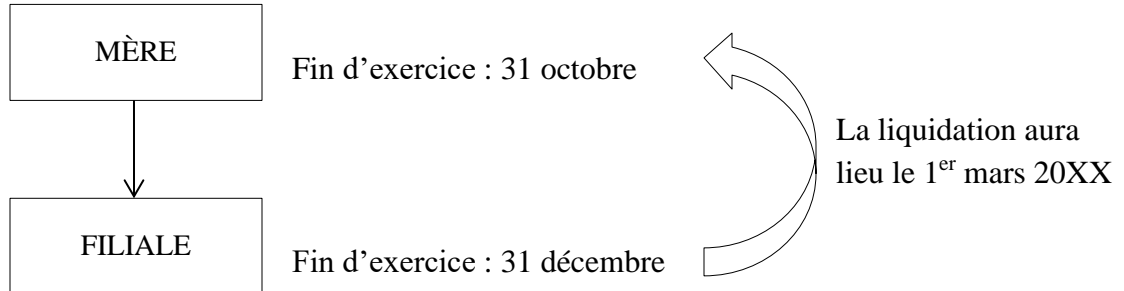 MÈRE
Fin d’exercice : 31 octobre
La liquidation aura
lieu le 1er mars 20XX
FILIALE
Fin d’exercice : 31 décembre